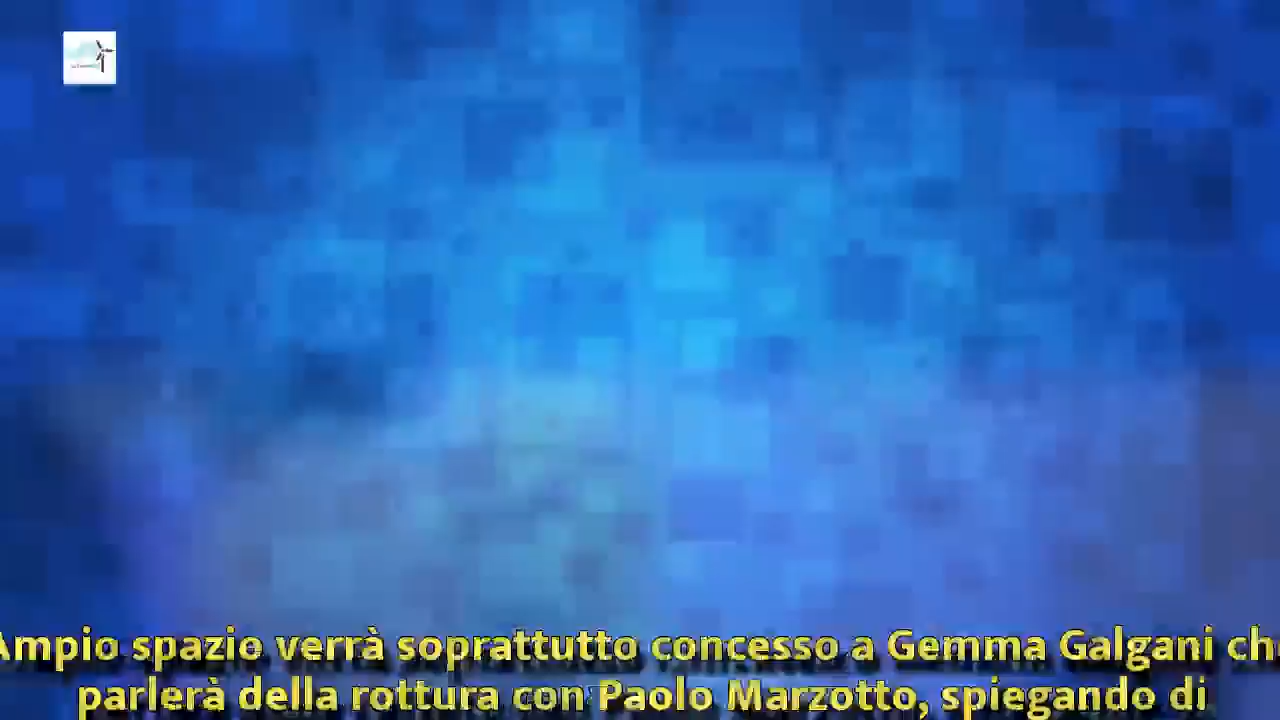 Ampio spazio verrà soprattutto concesso a Gemma Galgani che
parlerà della rottura con Paolo Marzotto, spiegando di